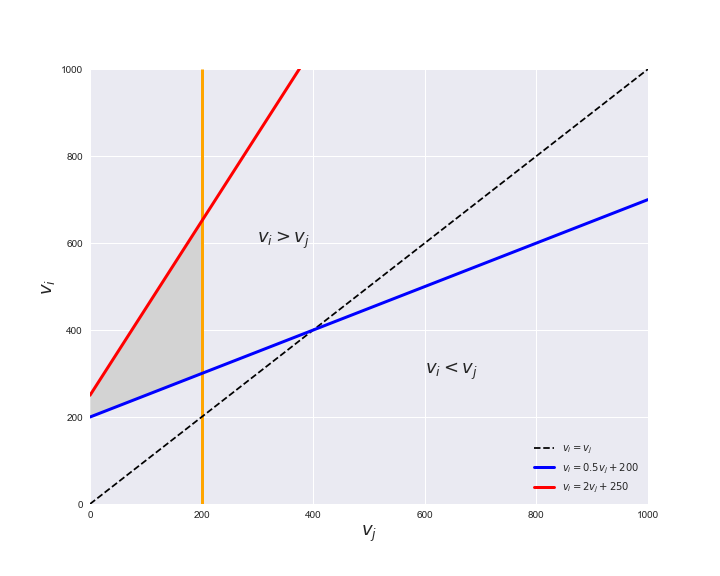 1000
800
600
400
200
0
v_i
v_i > v_j
v_i < v_j
v_i = v_j
v_i = 0.5v_j + 200
v_i = 2v_j + 250
0 200 400 600 800 1000
v_j